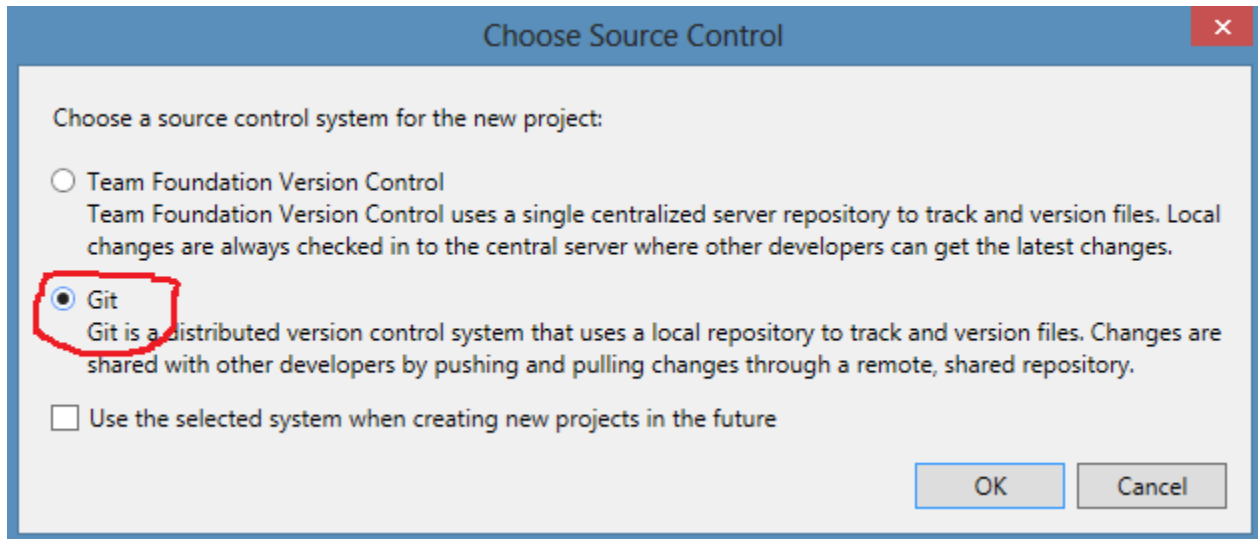 Choose Source Control
Choose a source control system for the new project:
Team Foundation Version Control
Team Foundation Version Control uses a single centralized server repository to track and version files. Local
changes are always checked in to the central server where other developers can get the latest changes.
Git
Git is a distributed version control system that uses a local repository to track and version files. Changes are
shared with other developers by pushing and pulling changes through a remote, shared repository.
Use the selected system when creating new projects in the future
OK Cancel